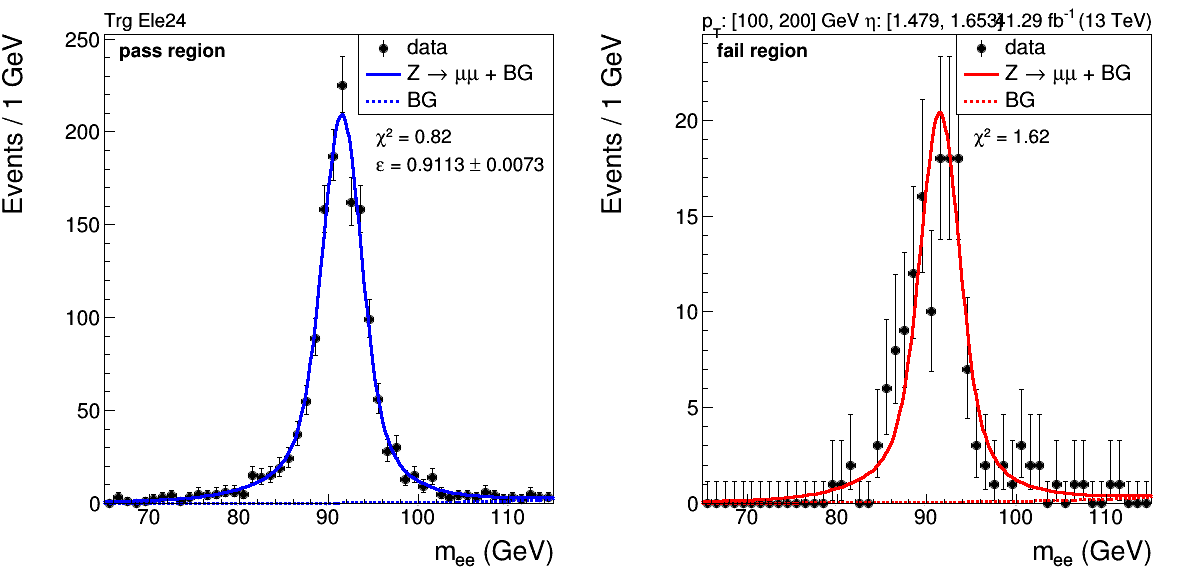 Trg Ele24
pass region
data
Z → μμ + BG
BG
χ² = 0.82
ε = 0.9113 ± 0.0073
Events / 1 GeV
250
200
150
100
50
0
70 80 90 100 110
m_ee (GeV)
p_T: [100, 200] GeV η: [1.479, 1.653]
41.29 fb⁻¹ (13 TeV)
fail region
data
Z → μμ + BG
BG
χ² = 1.62
Events / 1 GeV
20
15
10
5
0
70 80 90 100 110
m_ee (GeV)